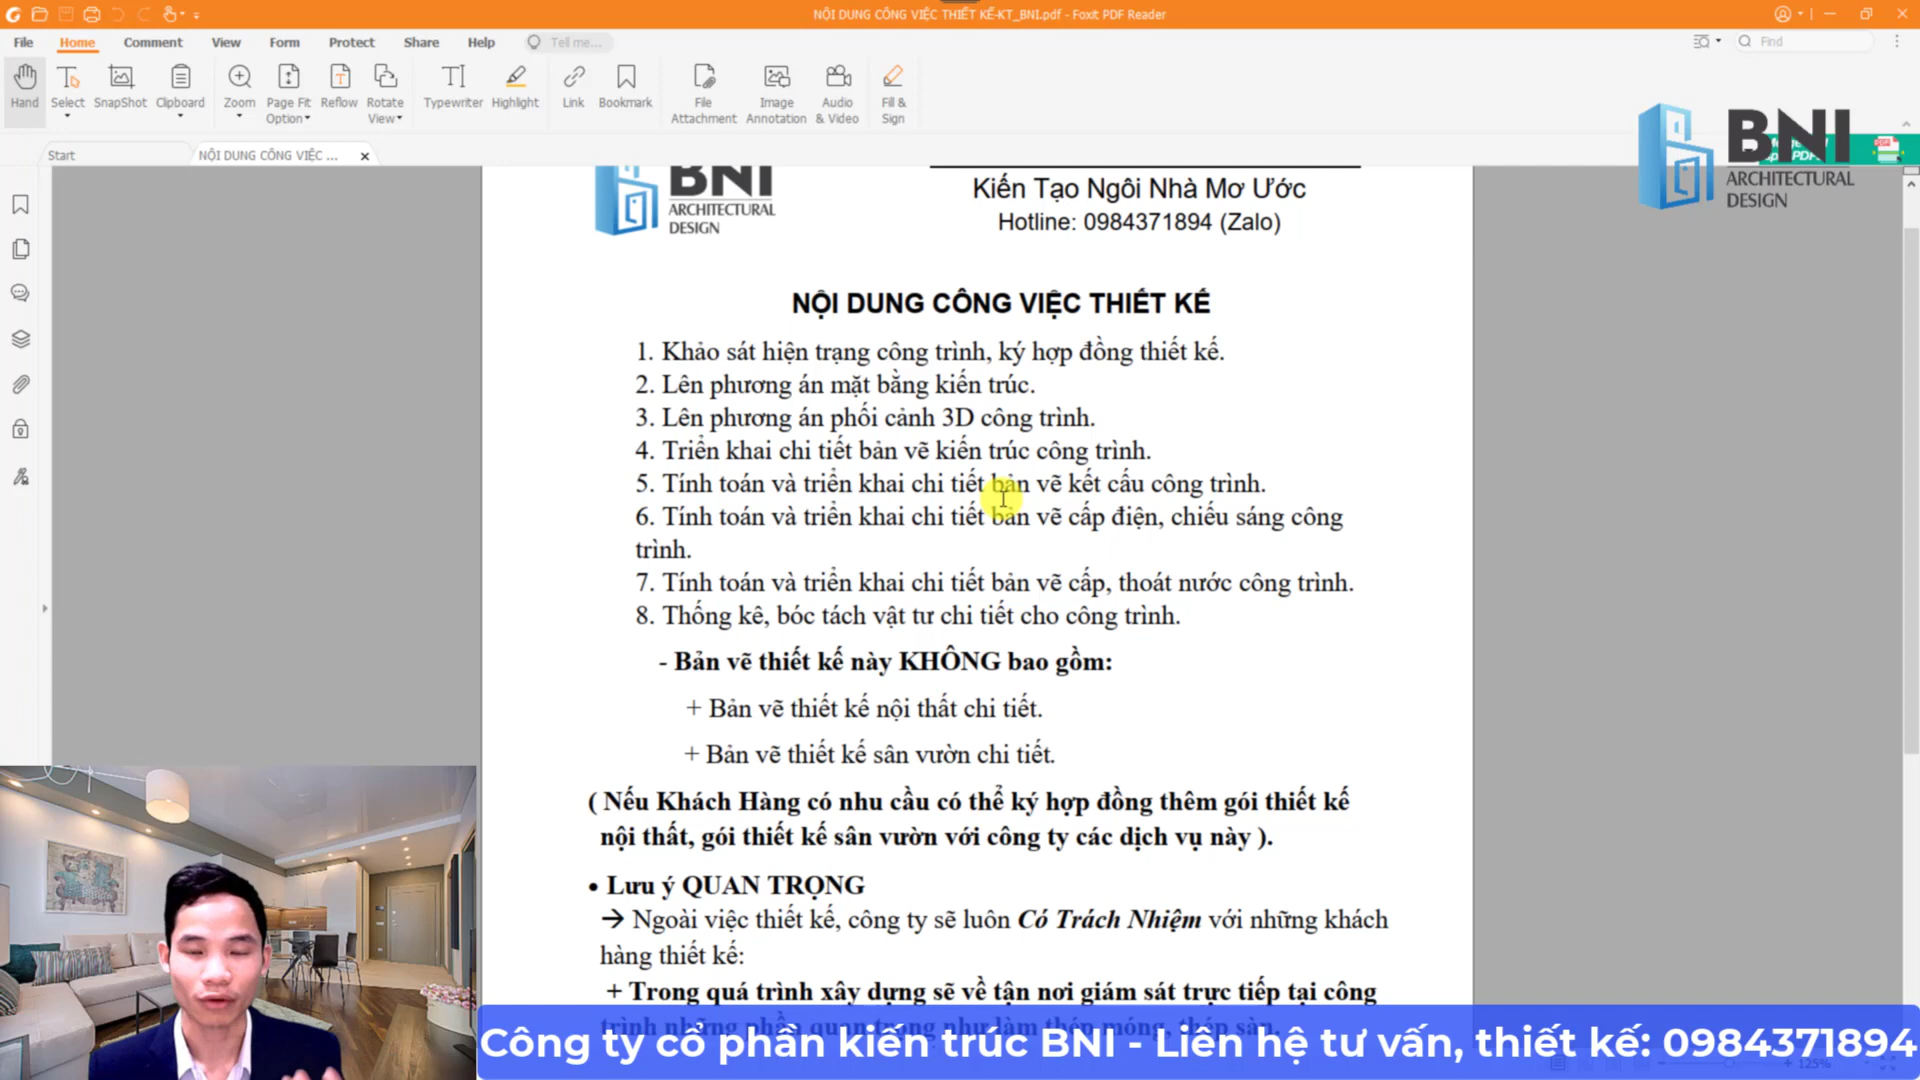 NỘI DUNG CÔNG VIỆC THIẾT KẾ-KT_BNI.pdf - Foxit PDF Reader
File Home Comment View Form Protect Share Help Tell me... Find
Hand Select SnapShot Clipboard Zoom Page Fit Option Reflow Rotate View Typewriter Highlight Link Bookmark File Attachment Image Annotation Audio & Video Fill & Sign
BNI
ARCHITECTURAL
DESIGN
Start NỘI DUNG CÔNG VIỆC ...
BNI
ARCHITECTURAL
DESIGN
Kiến Tạo Ngôi Nhà Mơ Ước
Hotline: 0984371894 (Zalo)
NỘI DUNG CÔNG VIỆC THIẾT KẾ
1. Khảo sát hiện trạng công trình, ký hợp đồng thiết kế.
2. Lên phương án mặt bằng kiến trúc.
3. Lên phương án phối cảnh 3D công trình.
4. Triển khai chi tiết bản vẽ kiến trúc công trình.
5. Tính toán và triển khai chi tiết bản vẽ kết cấu công trình.
6. Tính toán và triển khai chi tiết bản vẽ cấp điện, chiếu sáng công
trình.
7. Tính toán và triển khai chi tiết bản vẽ cấp, thoát nước công trình.
8. Thống kê, bóc tách vật tư chi tiết cho công trình.
- Bản vẽ thiết kế này KHÔNG bao gồm:
+ Bản vẽ thiết kế nội thất chi tiết.
+ Bản vẽ thiết kế sân vườn chi tiết.
( Nếu Khách Hàng có nhu cầu có thể ký hợp đồng thêm gói thiết kế
nội thất, gói thiết kế sân vườn với công ty các dịch vụ này ).
• Lưu ý QUAN TRỌNG
→ Ngoài việc thiết kế, công ty sẽ luôn Có Trách Nhiệm với những khách
hàng thiết kế:
+ Trong quá trình xây dựng sẽ về tận nơi giám sát trực tiếp tại công
trình những phần quan trọng như làm thép móng, thép sàn.
Công ty cổ phần kiến trúc BNI - Liên hệ tư vấn, thiết kế: 0984371894
125%